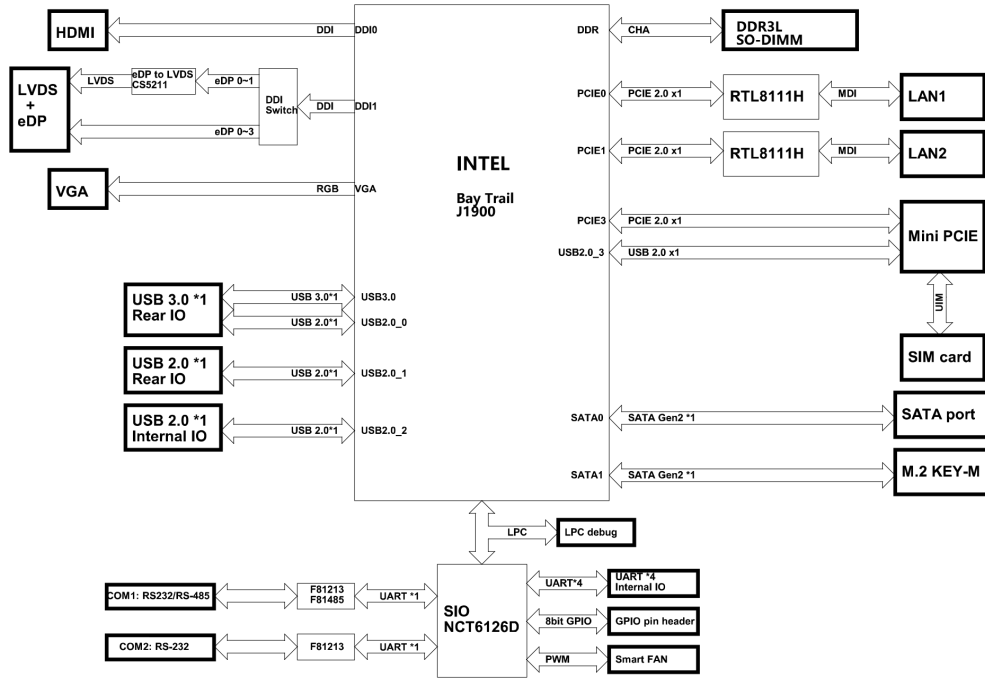 HDMI
DDI
DDI0
DDR
CHA
DDR3L
SO-DIMM
LVDS
+
eDP
LVDS
eDP to LVDS
CS5211
eDP 0~1
DDI
Switch
DDI
DDI1
eDP 0~3
PCIE0
PCIE 2.0 x1
RTL8111H
MDI
LAN1
PCIE1
PCIE 2.0 x1
RTL8111H
MDI
LAN2
INTEL
Bay Trail
J1900
VGA
RGB
VGA
PCIE3
PCIE 2.0 x1
USB2.0_3
USB 2.0 x1
Mini PCIE
UIM
SIM card
USB 3.0 *1
Rear IO
USB 3.0*1
USB3.0
USB 2.0*1
USB2.0_0
USB 2.0 *1
Rear IO
USB 2.0*1
USB2.0_1
USB 2.0 *1
Internal IO
USB 2.0*1
USB2.0_2
SATA0
SATA Gen2 *1
SATA port
SATA1
SATA Gen2 *1
M.2 KEY-M
LPC
LPC debug
COM1: RS232/RS-485
F81213
F81485
UART *1
SIO
NCT6126D
UART*4
UART *4
Internal IO
8bit GPIO
GPIO pin header
COM2: RS-232
F81213
UART *1
PWM
Smart FAN